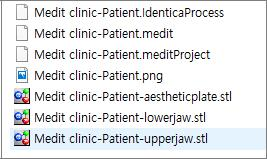 Medit clinic-Patient.IdenticaProcess
Medit clinic-Patient.medit
Medit clinic-Patient.meditProject
Medit clinic-Patient.png
Medit clinic-Patient-aestheticplate.stl
Medit clinic-Patient-lowerjaw.stl
Medit clinic-Patient-upperjaw.stl